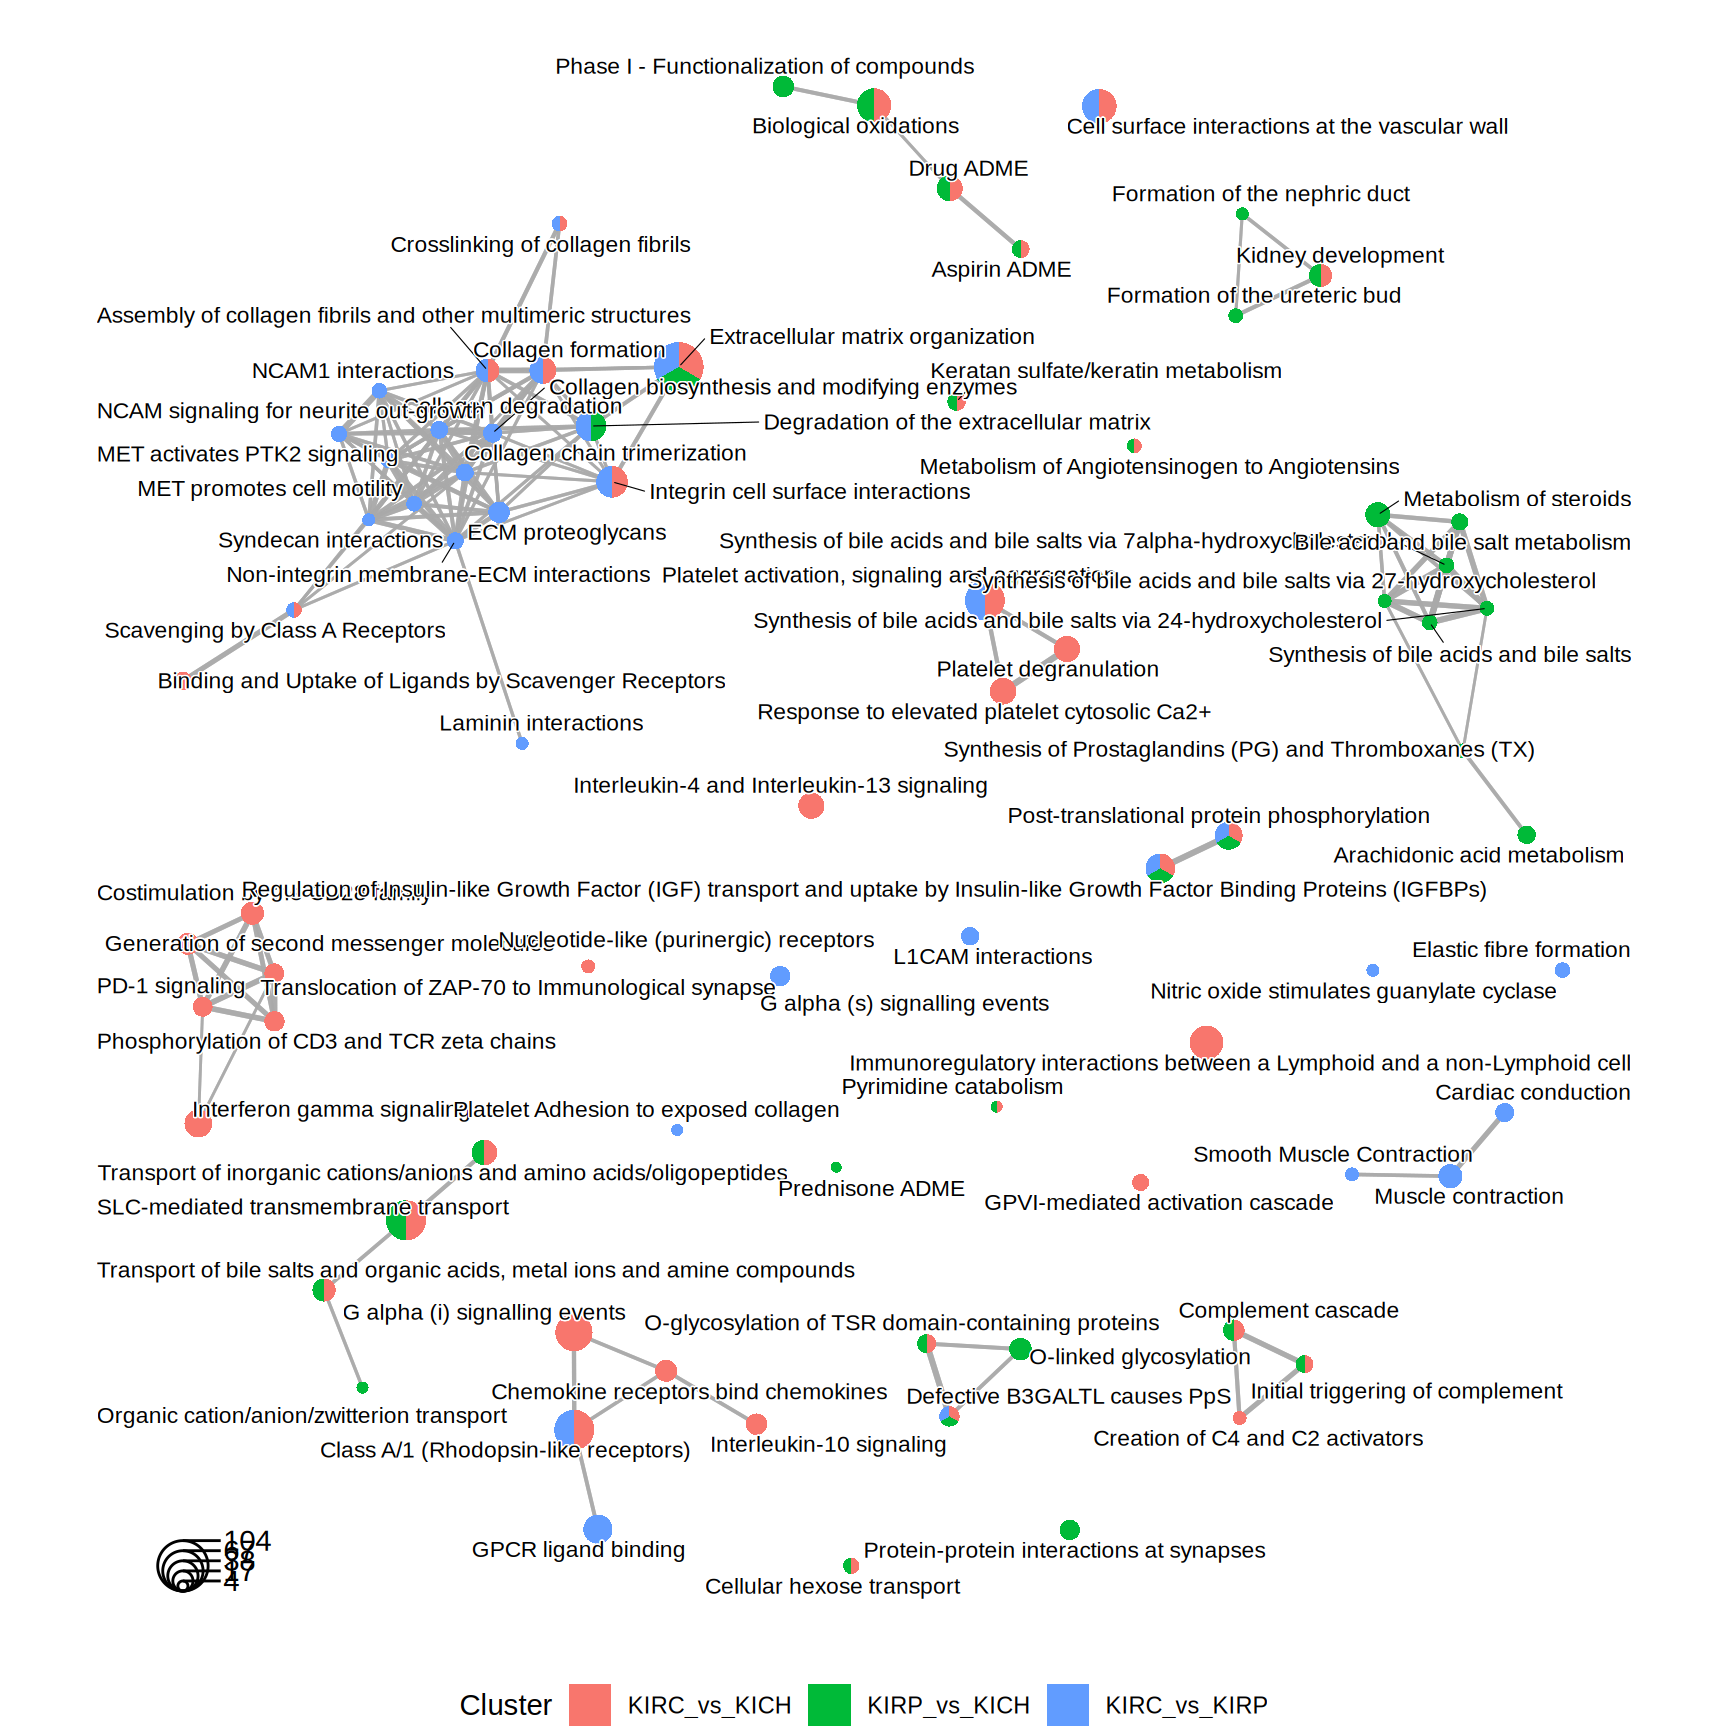 Phase I - Functionalization of compounds
Biological oxidations
Cell surface interactions at the vascular wall
Drug ADME
Formation of the nephric duct
Crosslinking of collagen fibrils
Kidney development
Aspirin ADME
Formation of the ureteric bud
Assembly of collagen fibrils and other multimeric structures
Extracellular matrix organization
Collagen formation
NCAM1 interactions
Keratan sulfate/keratin metabolism
Collagen biosynthesis and modifying enzymes
Collagen degradation
NCAM signaling for neurite out-growth
Degradation of the extracellular matrix
MET activates PTK2 signaling
Collagen chain trimerization
Metabolism of Angiotensinogen to Angiotensins
MET promotes cell motility
Integrin cell surface interactions
Metabolism of steroids
ECM proteoglycans
Syndecan interactions
Synthesis of bile acids and bile salts via 7alpha-hydroxycholesterol
Bile acid and bile salt metabolism
Non-integrin membrane-ECM interactions
Platelet activation, signaling and aggregation
Synthesis of bile acids and bile salts via 27-hydroxycholesterol
Synthesis of bile acids and bile salts via 24-hydroxycholesterol
Scavenging by Class A Receptors
Synthesis of bile acids and bile salts
Platelet degranulation
Binding and Uptake of Ligands by Scavenger Receptors
Response to elevated platelet cytosolic Ca2+
Laminin interactions
Synthesis of Prostaglandins (PG) and Thromboxanes (TX)
Interleukin-4 and Interleukin-13 signaling
Post-translational protein phosphorylation
Arachidonic acid metabolism
Costimulation by the CD28 family
Regulation of Insulin-like Growth Factor (IGF) transport and uptake by Insulin-like Growth Factor Binding Proteins (IGFBPs)
Generation of second messenger molecules
Nucleotide-like (purinergic) receptors
L1CAM interactions
Elastic fibre formation
PD-1 signaling
Translocation of ZAP-70 to Immunological synapse
G alpha (s) signalling events
Nitric oxide stimulates guanylate cyclase
Phosphorylation of CD3 and TCR zeta chains
Immunoregulatory interactions between a Lymphoid and a non-Lymphoid cell
Pyrimidine catabolism
Cardiac conduction
Interferon gamma signaling
Platelet Adhesion to exposed collagen
Smooth Muscle Contraction
Transport of inorganic cations/anions and amino acids/oligopeptides
Prednisone ADME
GPVI-mediated activation cascade
Muscle contraction
SLC-mediated transmembrane transport
Transport of bile salts and organic acids, metal ions and amine compounds
G alpha (i) signalling events
O-glycosylation of TSR domain-containing proteins
Complement cascade
O-linked glycosylation
Chemokine receptors bind chemokines
Defective B3GALTL causes PpS
Initial triggering of complement
Organic cation/anion/zwitterion transport
Class A/1 (Rhodopsin-like receptors)
Interleukin-10 signaling
Creation of C4 and C2 activators
GPCR ligand binding
Protein-protein interactions at synapses
Cellular hexose transport
104
17
4
Cluster
KIRC_vs_KICH
KIRP_vs_KICH
KIRC_vs_KIRP